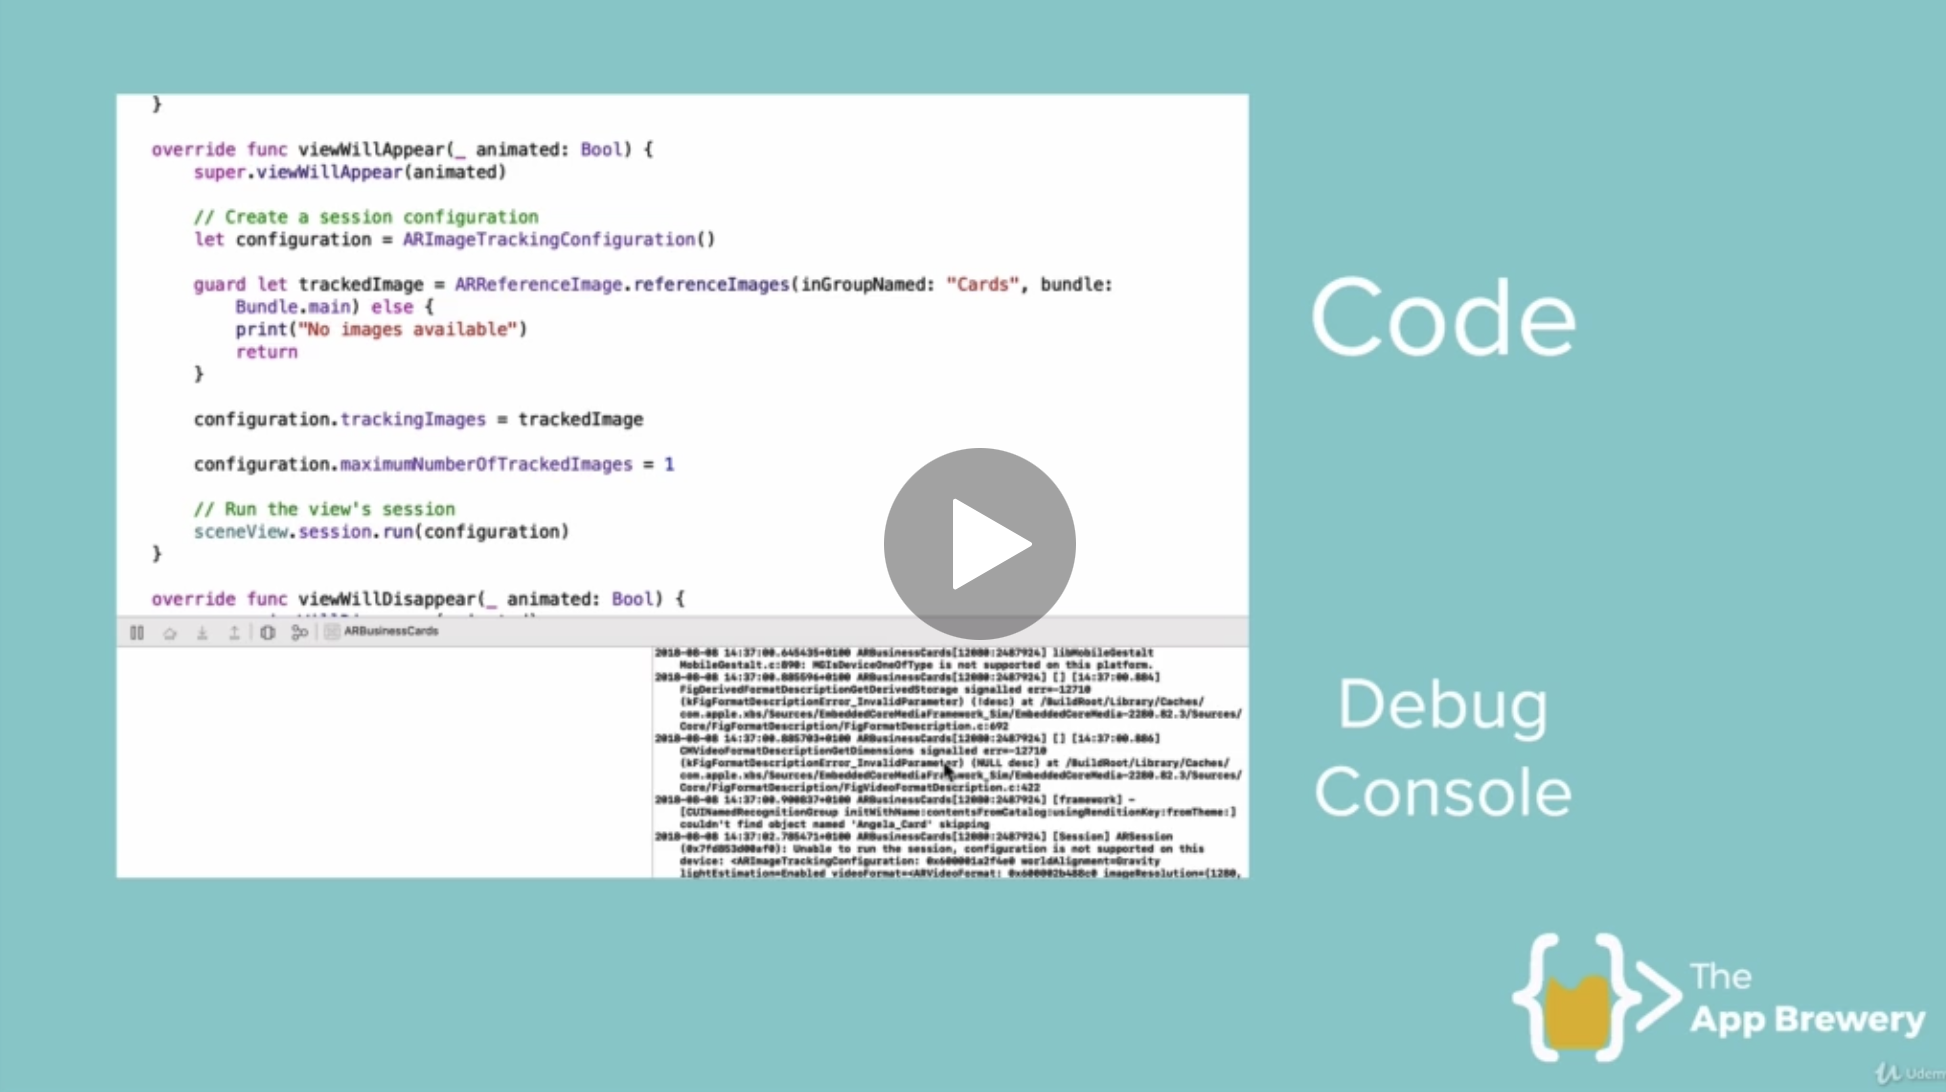 }
override func viewWillAppear(_ animated: Bool) {
super.viewWillAppear(animated)
// Create a session configuration
let configuration = ARImageTrackingConfiguration()
guard let trackedImage = ARReferenceImage.referenceImages(inGroupNamed: "Cards", bundle:
Bundle.main) else {
print("No images available")
return
}
configuration.trackingImages = trackedImage
configuration.maximumNumberOfTrackedImages = 1
// Run the view's session
sceneView.session.run(configuration)
}
override func viewWillDisappear(_ animated: Bool) {
ARBusinessCards
2018-08-08 14:37:00.645435+0100 ARBusinessCards[12080:2487924] libMobileGestalt
MobileGestalt.c:890: MGIsDeviceOneOfType is not supported on this platform.
2018-08-08 14:37:00.885596+0100 ARBusinessCards[12080:2487924] [] [14:37:00.884]
FigDerivedFormatDescriptionGetDerivedStorage signalled err=-12710
(kFigFormatDescriptionError_InvalidParameter) (!desc) at /BuildRoot/Library/Caches/
com.apple.xbs/Sources/EmbeddedCoreMediaFramework_Sim/EmbeddedCoreMedia-2280.82.3/Sources/
Core/FigFormatDescription/FigFormatDescription.c:692
2018-08-08 14:37:00.885703+0100 ARBusinessCards[12080:2487924] [] [14:37:00.886]
CMVideoFormatDescriptionGetDimensions signalled err=-12710
(kFigFormatDescriptionError_InvalidParameter) (NULL desc) at /BuildRoot/Library/Caches/
com.apple.xbs/Sources/EmbeddedCoreMediaFramework_Sim/EmbeddedCoreMedia-2280.82.3/Sources/
Core/FigFormatDescription/FigVideoFormatDescription.c:422
2018-08-08 14:37:00.900837+0100 ARBusinessCards[12080:2487924] [framework] -
[CUINamedRecognitionGroup initWithName:contentsFromCatalog:usingRenditionKey:fromTheme:]
couldn't find object named 'Angela_Card' skipping
2018-08-08 14:37:02.785471+0100 ARBusinessCards[12080:2487924] [Session] ARSession
Unable to run the session, configuration is not supported on this
device: <ARImageTrackingConfiguration: 0x600001a2f4e0 worldAlignment=Gravity
lightEstimation=Enabled videoFormat=<ARVideoFormat: 0x600002b488c0 imageResolution=(1280,
Code
Debug
Console
The
App Brewery
Udem